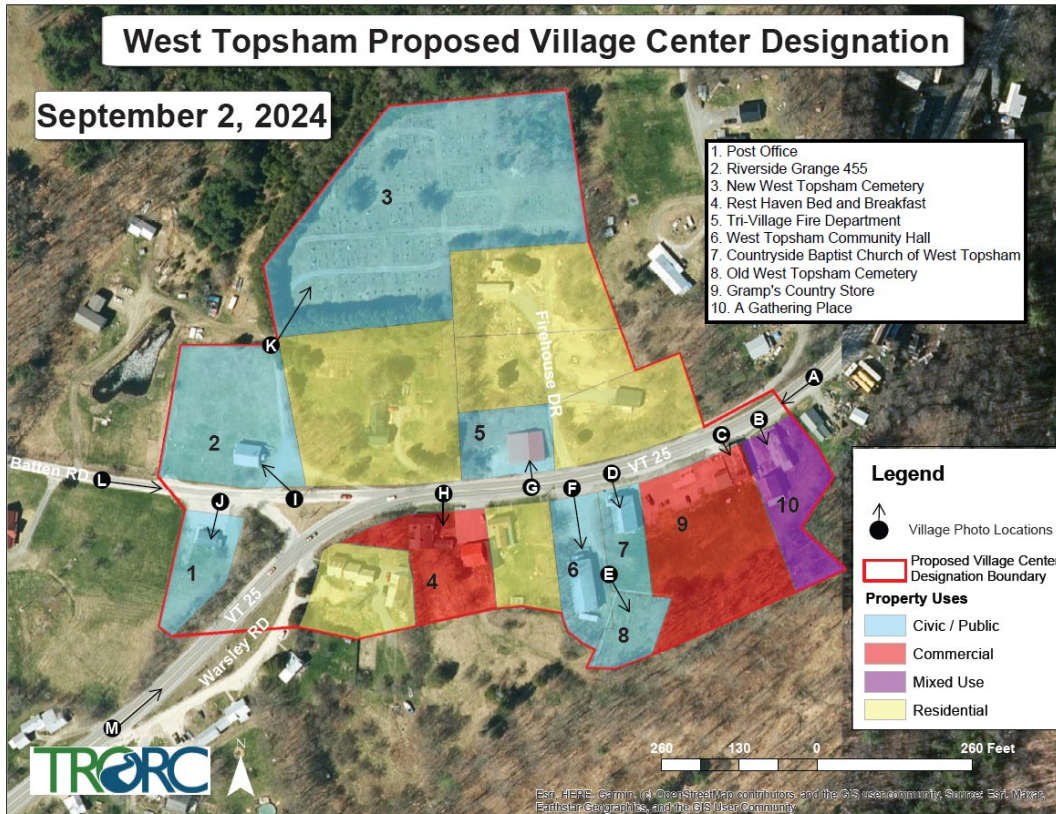 West Topsham Proposed Village Center Designation
September 2, 2024
1. Post Office
2. Riverside Grange 455
3. New West Topsham Cemetery
4. Rest Haven Bed and Breakfast
5. Tri-Village Fire Department
6. West Topsham Community Hall
7. Countryside Baptist Church of West Topsham
8. Old West Topsham Cemetery
9. Gramp's Country Store
10. A Gathering Place
3
K
Firehouse DR
A
B
C
2
5
VT 25
D
Batten RD
L
I
J
H
G
F
10
9
7
6
E
1
4
8
VT 25
Warsley RD
M
Legend
Village Photo Locations
Proposed Village Center
Designation Boundary
Property Uses
Civic / Public
Commercial
Mixed Use
Residential
TRORC
N
260 130 0 260 Feet
Esri, HERE, Garmin, (c) OpenStreetMap contributors, and the GIS user community, Source: Esri, Maxar,
Earthstar Geographics, and the GIS User Community